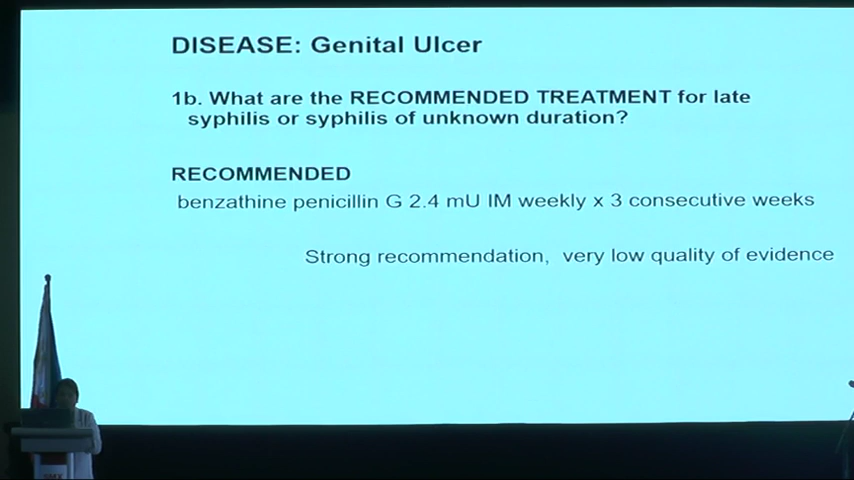 DISEASE: Genital Ulcer
1b. What are the RECOMMENDED TREATMENT for late
syphilis or syphilis of unknown duration?
RECOMMENDED
benzathine penicillin G 2.4 mU IM weekly x 3 consecutive weeks
Strong recommendation, very low quality of evidence